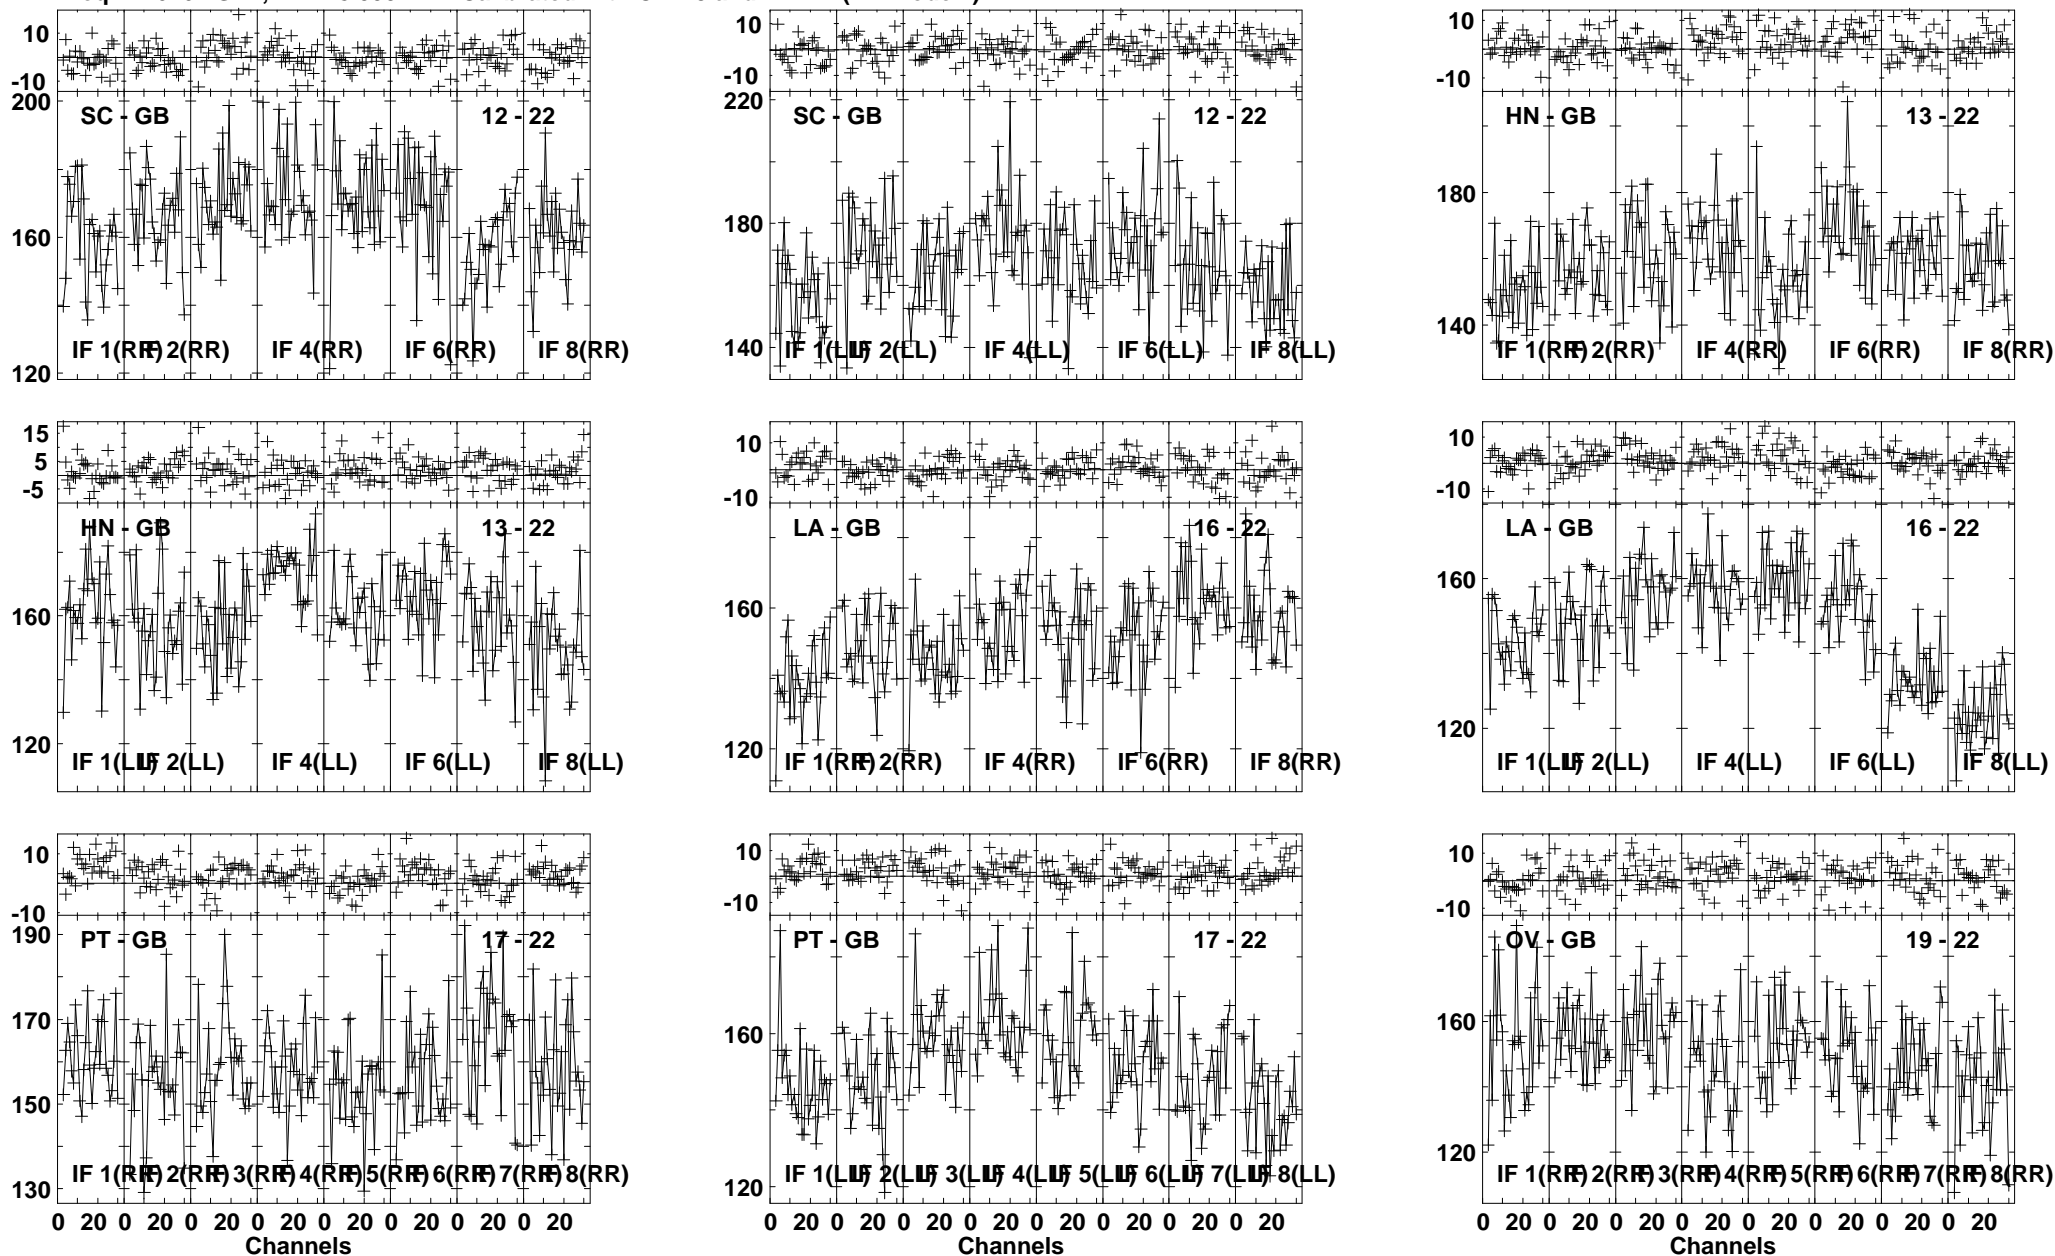 10
-10
200
160
120
SC - GB 12 - 22
IF 1(RR) IF 2(RR) IF 4(RR) IF 6(RR) IF 8(RR)
10
-10
220
180
140
SC - GB 12 - 22
IF 1(LL) IF 2(LL) IF 4(LL) IF 6(LL) IF 8(LL)
10
-10
180
140
HN - GB 13 - 22
IF 1(RR) IF 2(RR) IF 4(RR) IF 6(RR) IF 8(RR)
15
5
-5
160
120
HN - GB 13 - 22
IF 1(LL) IF 2(LL) IF 4(LL) IF 6(LL) IF 8(LL)
10
-10
160
120
LA - GB 16 - 22
IF 1(RR) IF 2(RR) IF 4(RR) IF 6(RR) IF 8(RR)
10
-10
160
120
LA - GB 16 - 22
IF 1(LL) IF 2(LL) IF 4(LL) IF 6(LL) IF 8(LL)
10
-10
190
170
150
130
PT - GB 17 - 22
IF 1(RR) IF 2(RR) IF 3(RR) IF 4(RR) IF 5(RR) IF 6(RR) IF 7(RR) IF 8(RR)
0 20 0 20 0 20 0 20 0 20 0 20 0 20 0 20
Channels
10
-10
160
120
PT - GB 17 - 22
IF 1(LL) IF 2(LL) IF 3(LL) IF 4(LL) IF 5(LL) IF 6(LL) IF 7(LL) IF 8(LL)
0 20 0 20 0 20 0 20 0 20 0 20 0 20 0 20
Channels
10
-10
160
120
OV - GB 19 - 22
IF 1(RR) IF 2(RR) IF 3(RR) IF 4(RR) IF 5(RR) IF 6(RR) IF 7(RR) IF 8(RR)
0 20 0 20 0 20 0 20 0 20 0 20 0 20 0 20
Channels